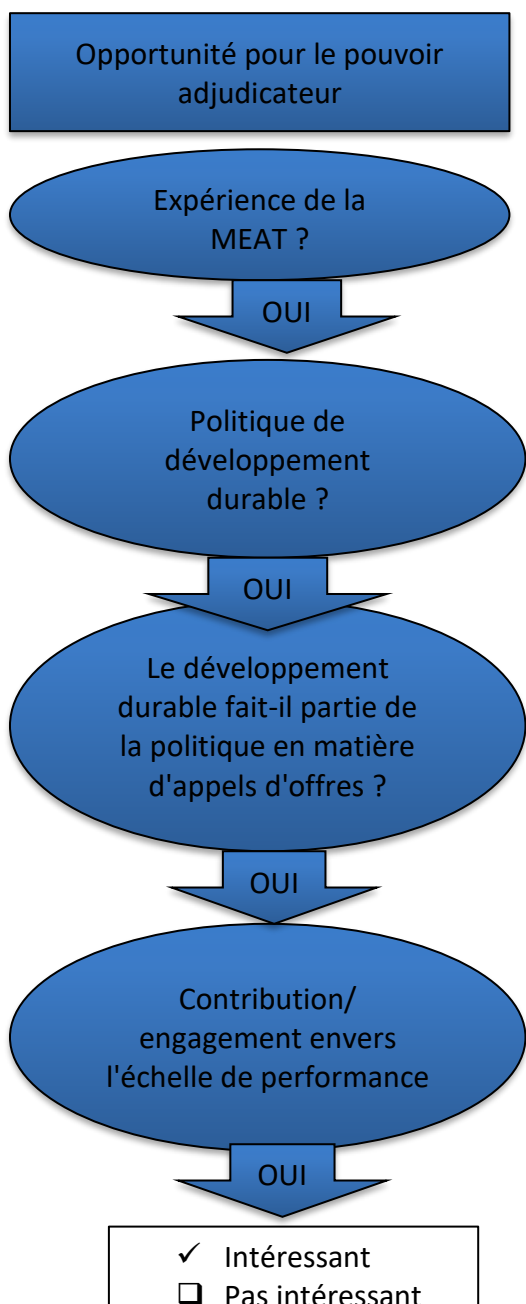 Opportunité pour le pouvoir
adjudicateur
Expérience de la
MEAT ?
OUI
Politique de
développement
durable ?
OUI
Le développement
durable fait-il partie de
la politique en matière
d'appels d'offres ?
OUI
Contribution/
engagement envers
l'échelle de performance
OUI
✓ Intéressant
❑ Pas intéressant